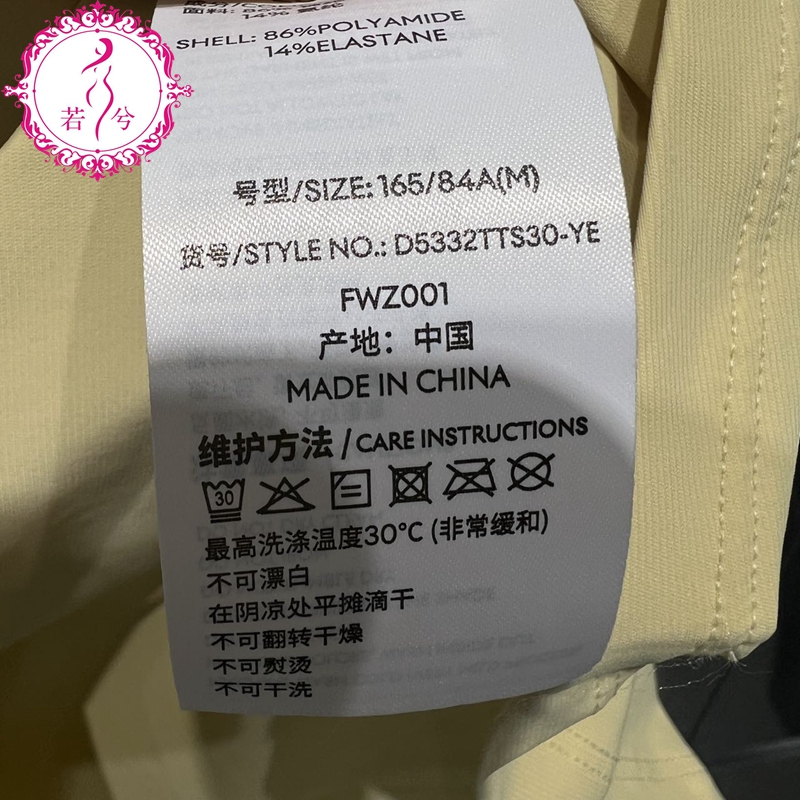 若兮
SHELL: 86%POLYAMIDE
14%ELASTANE
号型/SIZE: 165/84A(M)
货号/STYLE NO.: D5332TTS30-YE
FWZ001
产地：中国
MADE IN CHINA
维护方法 / CARE INSTRUCTIONS
30
最高洗涤温度30°C (非常缓和)
不可漂白
在阴凉处平摊滴干
不可翻转干燥
不可熨烫
不可干洗